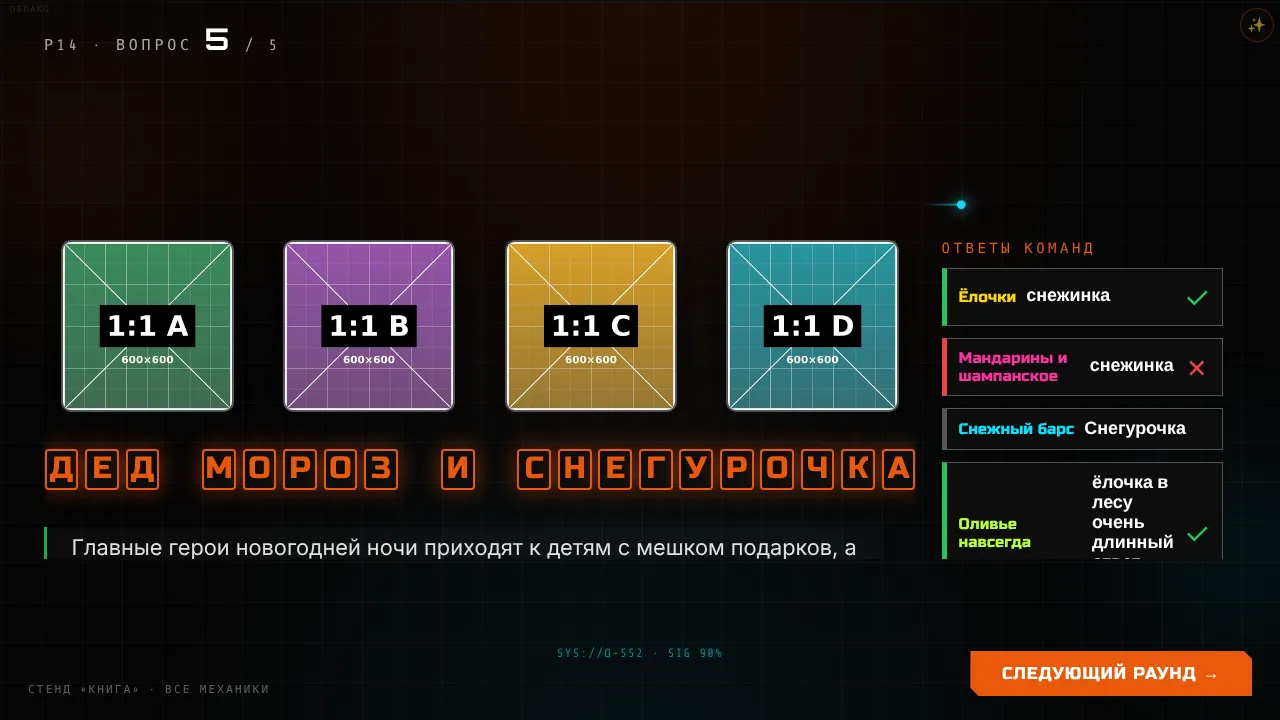 ОБЛАКО
P14 · ВОПРОС 5 / 5
1:1 A
600×600
1:1 B
600×600
1:1 C
600×600
1:1 D
600×600
ДЕД МОРОЗ И СНЕГУРОЧКА
Главные герои новогодней ночи приходят к детям с мешком подарков, а
ОТВЕТЫ КОМАНД
Ёлочки снежинка
Мандарины и
шампанское
снежинка
Снежный барс Снегурочка
Оливье
навсегда
ёлочка в
лесу
очень
длинный
SYS://Q-552 · SIG 90%
СТЕНД «КНИГА» · ВСЕ МЕХАНИКИ
СЛЕДУЮЩИЙ РАУНД →